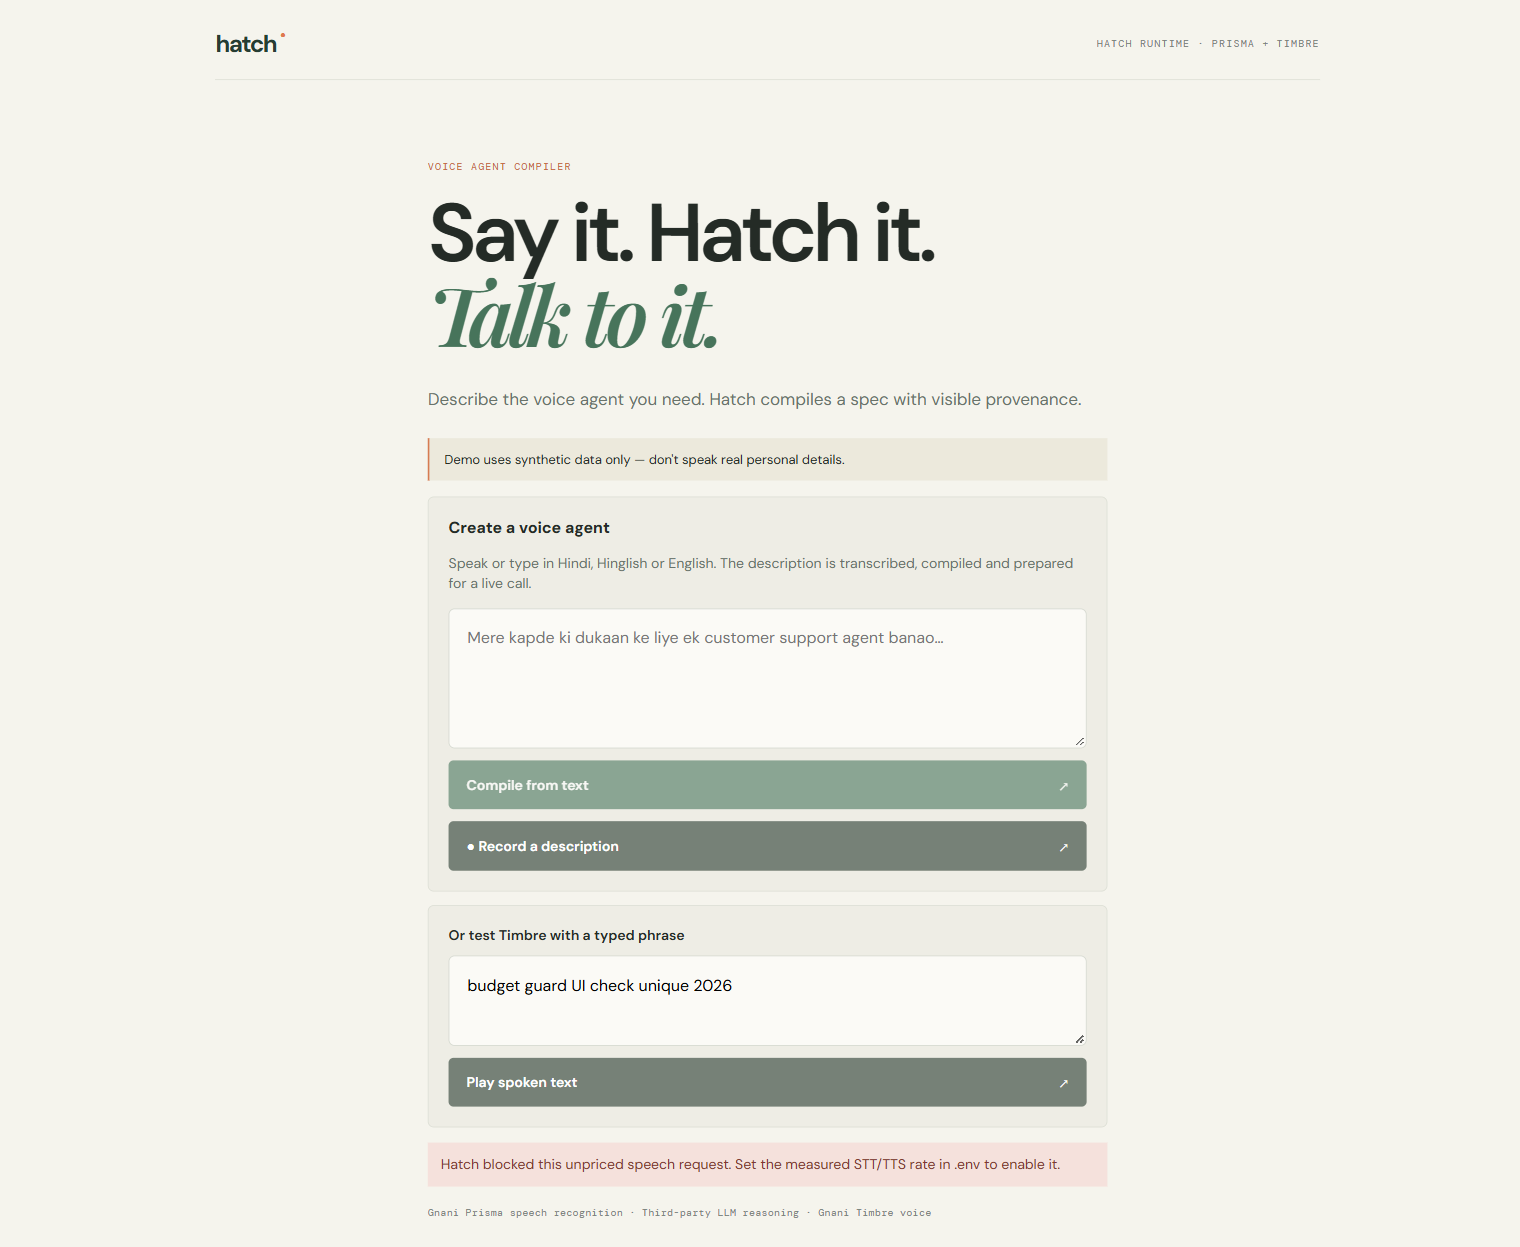 hatch
HATCH RUNTIME · PRISMA + TIMBRE
VOICE AGENT COMPILER
Say it. Hatch it.
Talk to it.
Describe the voice agent you need. Hatch compiles a spec with visible provenance.
Demo uses synthetic data only — don't speak real personal details.
Create a voice agent
Speak or type in Hindi, Hinglish or English. The description is transcribed, compiled and prepared
for a live call.
Mere kapde ki dukaan ke liye ek customer support agent banao…
Compile from text ↗
● Record a description ↗
Or test Timbre with a typed phrase
budget guard UI check unique 2026
Play spoken text ↗
Hatch blocked this unpriced speech request. Set the measured STT/TTS rate in .env to enable it.
Gnani Prisma speech recognition · Third-party LLM reasoning · Gnani Timbre voice